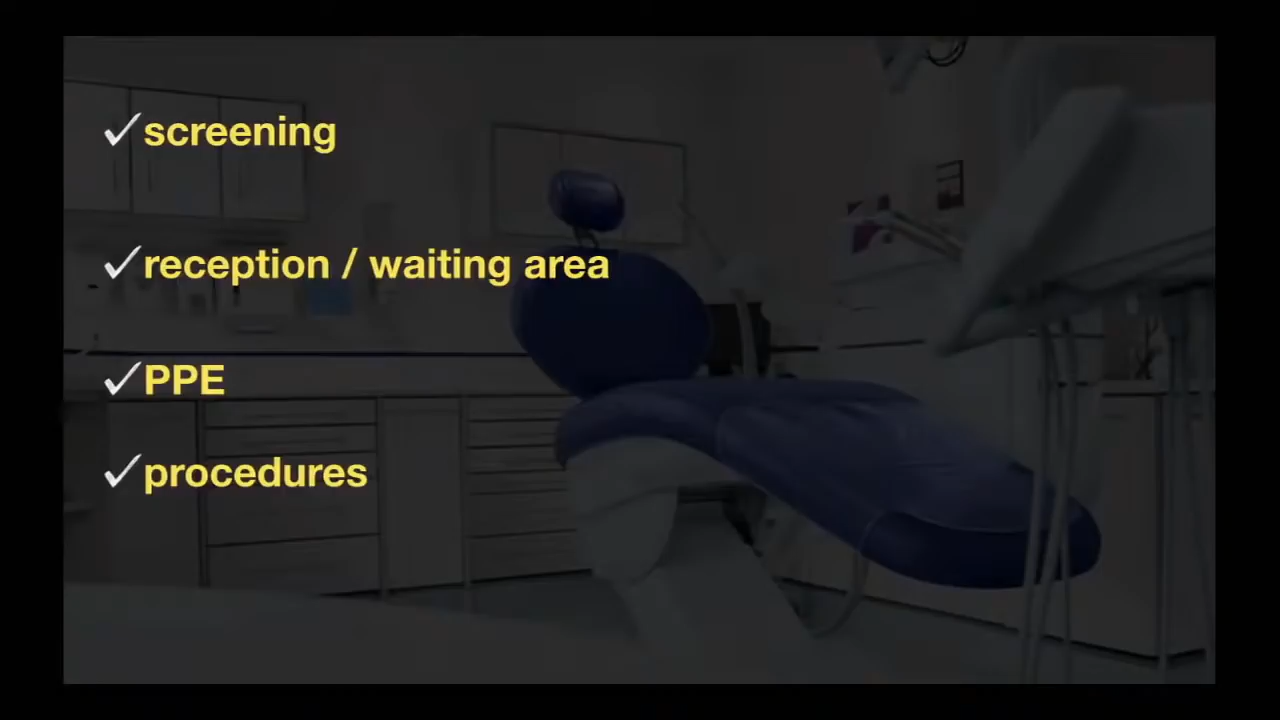 ✓screening
✓reception / waiting area
✓PPE
✓procedures